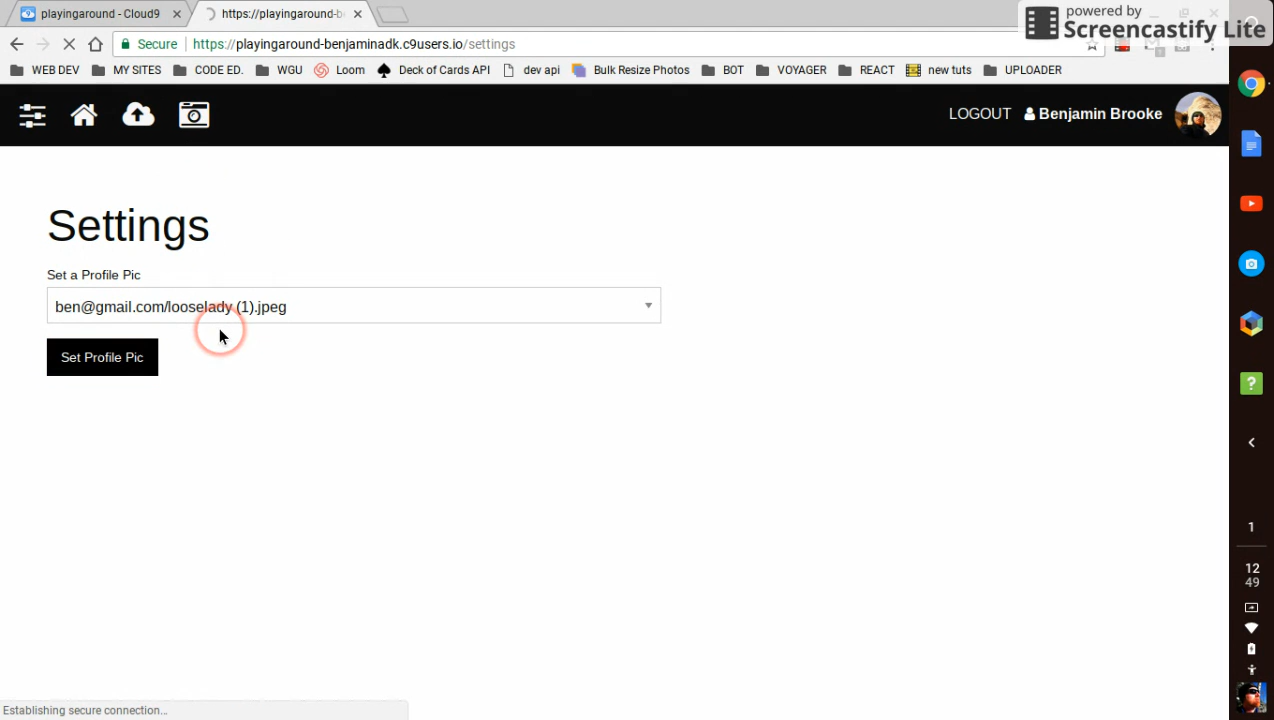 playingaround - Cloud9
https://playingaround-b
powered by
Screencastify Lite
Secure
https://playingaround-benjaminadk.c9users.io/settings
WEB DEV
MY SITES
CODE ED.
WGU
Loom
Deck of Cards API
dev api
Bulk Resize Photos
BOT
VOYAGER
REACT
new tuts
UPLOADER
LOGOUT
Benjamin Brooke
Settings
Set a Profile Pic
ben@gmail.com/looselady (1).jpeg
Set Profile Pic
1
12
49
Establishing secure connection...